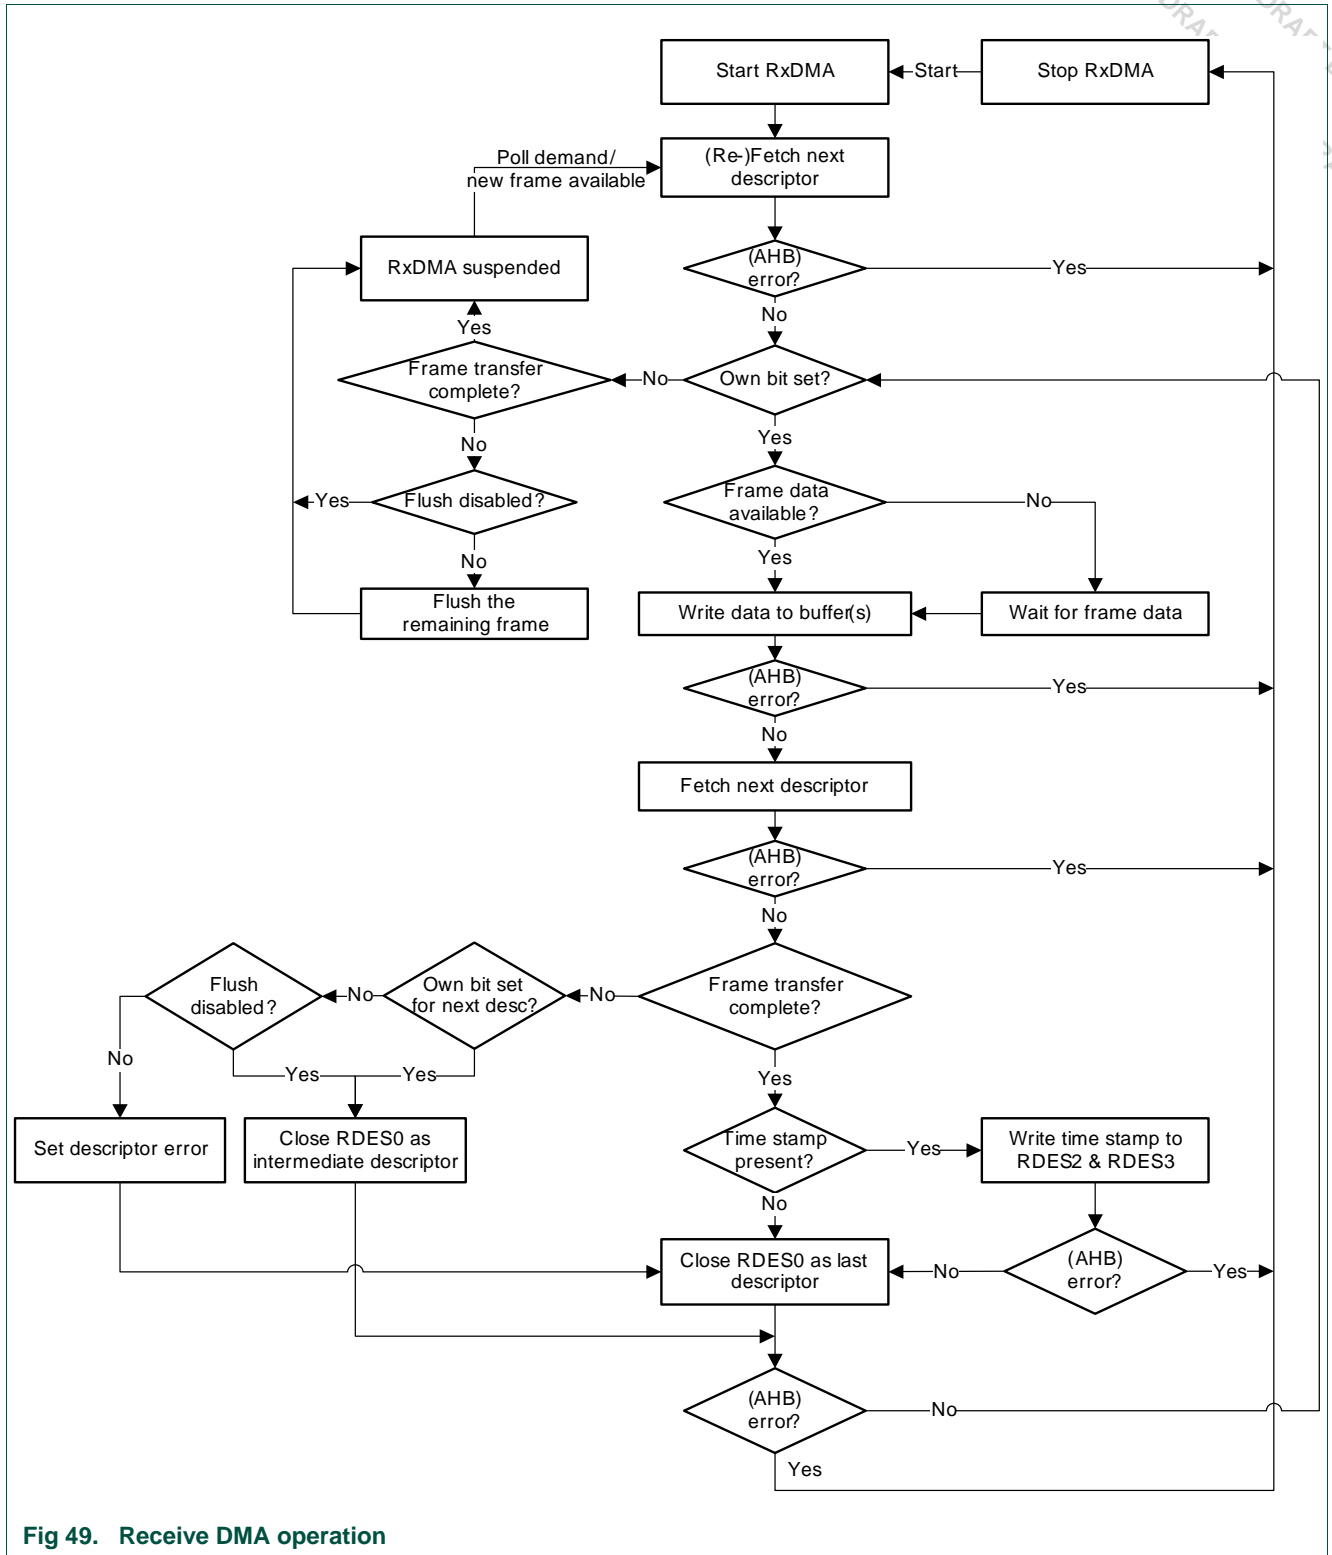 Start RxDMA
Start
Stop RxDMA
Poll demand/
new frame available
(Re-)Fetch next
descriptor
RxDMA suspended
(AHB)
error?
Yes
No
Yes
Frame transfer
complete?
No
Own bit set?
No
Yes
Yes
Flush disabled?
Frame data
available?
No
No
Yes
Flush the
remaining frame
Write data to buffer(s)
Wait for frame data
(AHB)
error?
Yes
No
Fetch next descriptor
(AHB)
error?
Yes
No
Flush
disabled?
No
Own bit set
for next desc?
No
Frame transfer
complete?
No
Yes
Yes
Yes
Set descriptor error
Close RDES0 as
intermediate descriptor
Time stamp
present?
Yes
Write time stamp to
RDES2 & RDES3
No
Close RDES0 as last
descriptor
No
(AHB)
error?
Yes
(AHB)
error?
No
Yes
Fig 49. Receive DMA operation